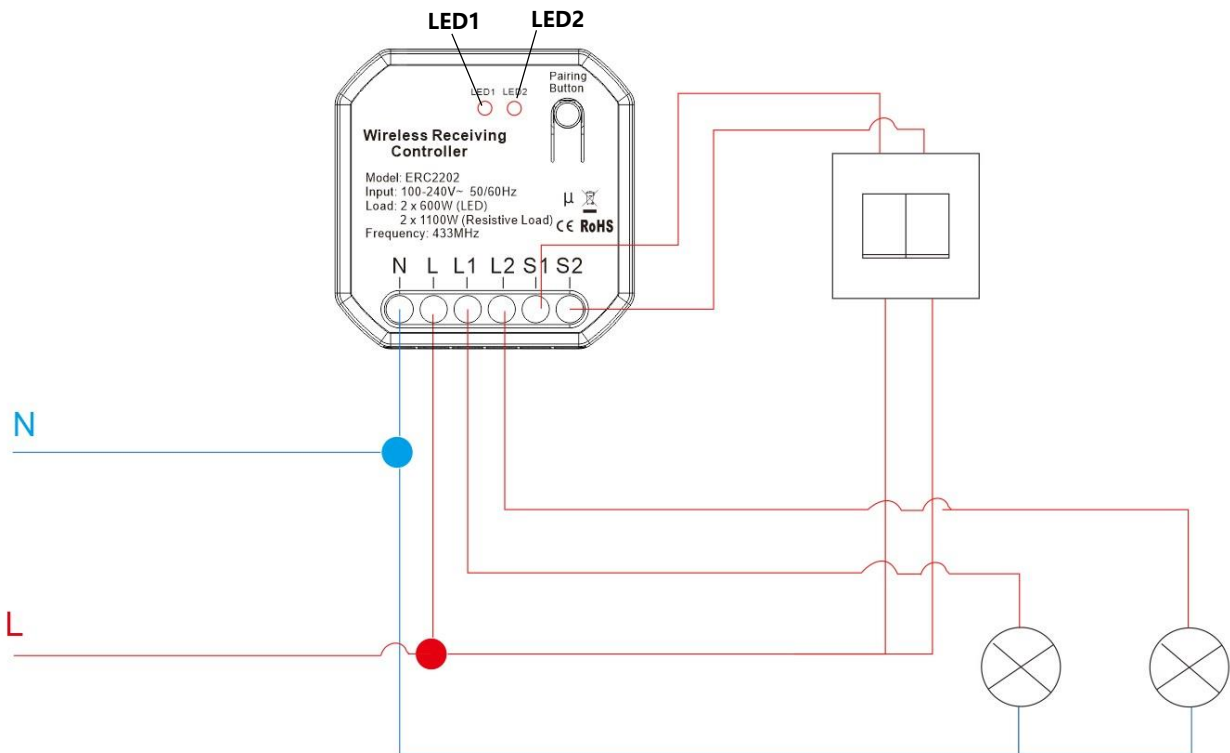 LED1 LED2
Pairing
Button
LED1 LED2
Wireless Receiving
Controller
Model: ERC2202
Input: 100-240V~ 50/60Hz
Load: 2 x 600W (LED)
2 x 1100W (Resistive Load)
Frequency: 433MHz
μ
CE RoHS
N L L1 L2 S1 S2
N
L